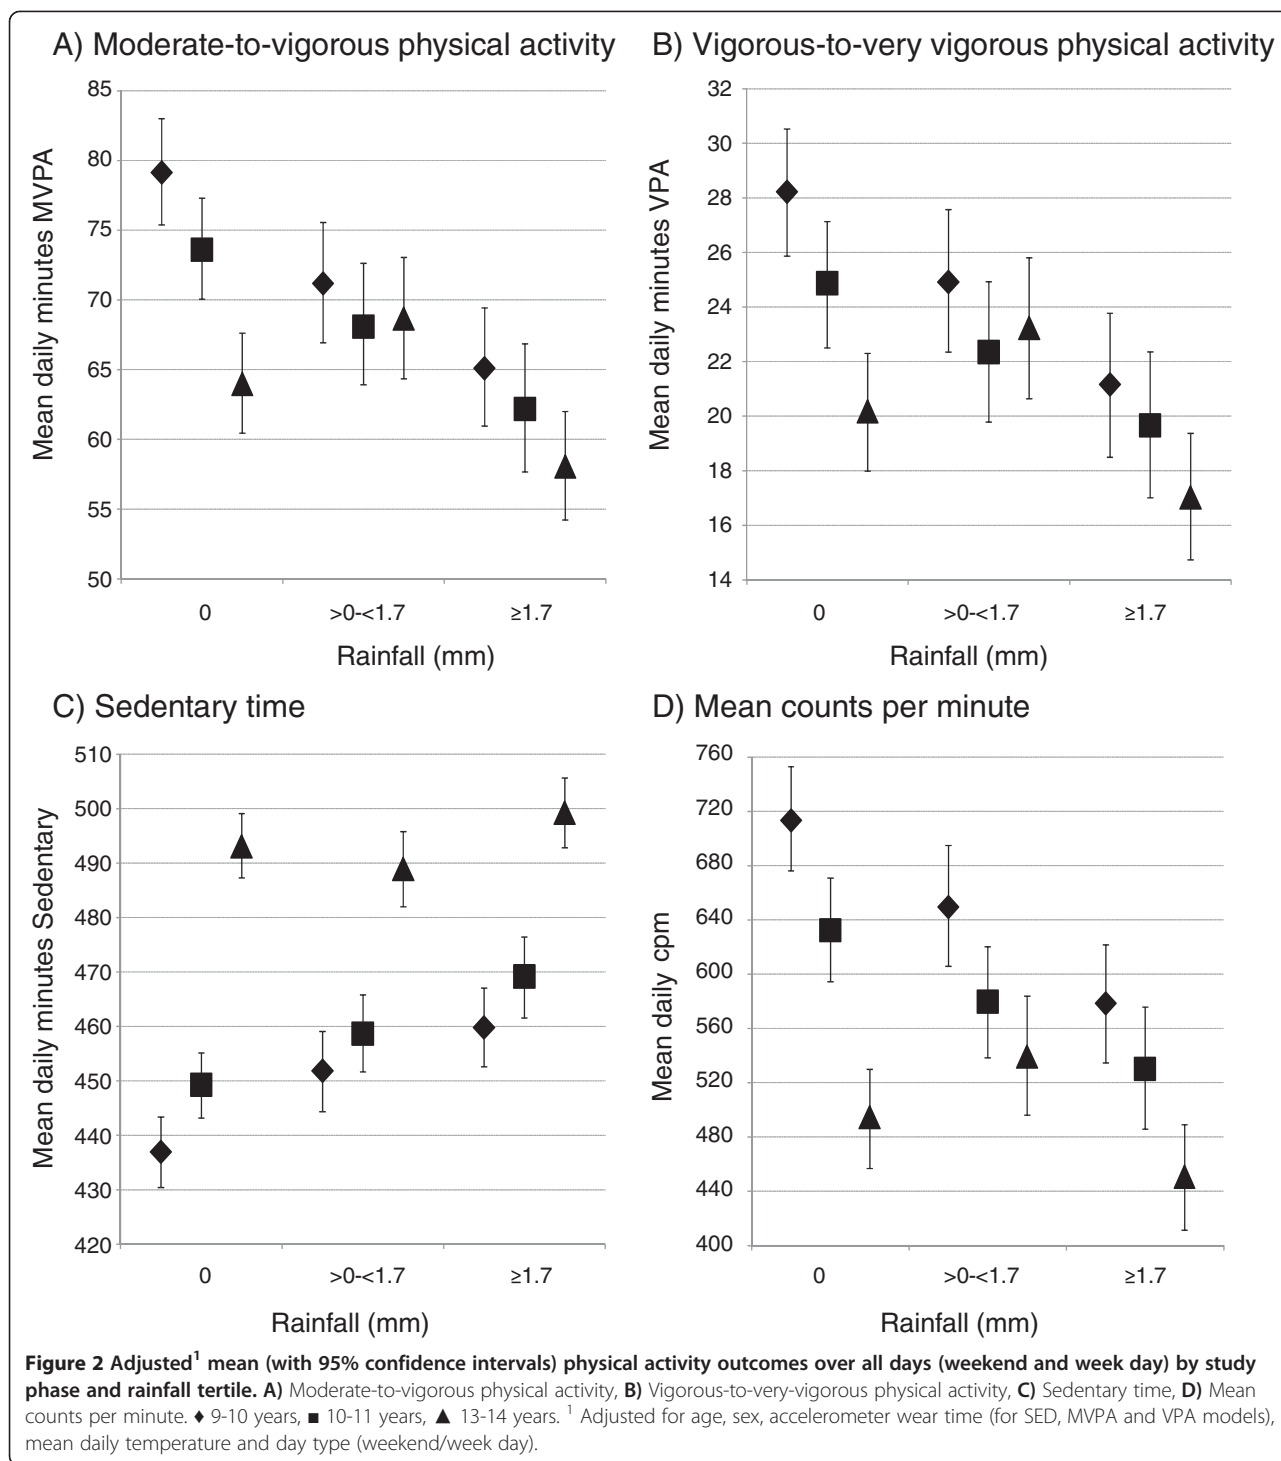 A) Moderate-to-vigorous physical activity
Mean daily minutes MVPA
85
80
75
70
65
60
55
50
0 >0-<1.7 ≥1.7
Rainfall (mm)
B) Vigorous-to-very vigorous physical activity
Mean daily minutes VPA
32
30
28
26
24
22
20
18
16
14
0 >0-<1.7 ≥1.7
Rainfall (mm)
C) Sedentary time
Mean daily minutes Sedentary
510
500
490
480
470
460
450
440
430
420
0 >0-<1.7 ≥1.7
Rainfall (mm)
D) Mean counts per minute
Mean daily cpm
760
720
680
640
600
560
520
480
440
400
0 >0-<1.7 ≥1.7
Rainfall (mm)
Figure 2 Adjusted¹ mean (with 95% confidence intervals) physical activity outcomes over all days (weekend and week day) by study
phase and rainfall tertile. A) Moderate-to-vigorous physical activity, B) Vigorous-to-very-vigorous physical activity, C) Sedentary time, D) Mean
counts per minute. ♦ 9-10 years, ■ 10-11 years, ▲ 13-14 years. ¹ Adjusted for age, sex, accelerometer wear time (for SED, MVPA and VPA models),
mean daily temperature and day type (weekend/week day).